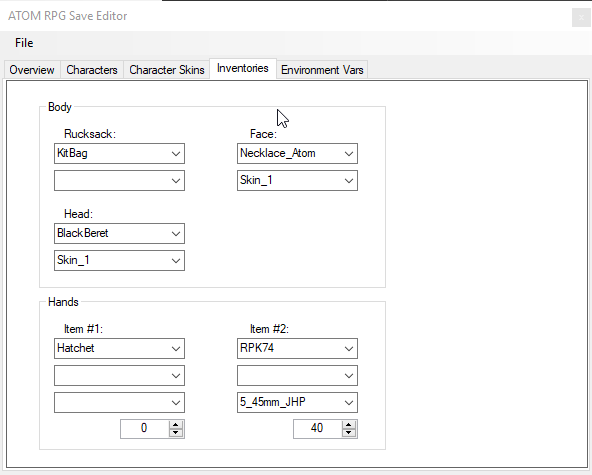 ATOM RPG Save Editor
x
File
Overview Characters Character Skins Inventories Environment Vars
Body
Rucksack: Face:
KitBag Necklace_Atom
Skin_1
Head:
BlackBeret
Skin_1
Hands
Item #1: Item #2:
Hatchet RPK74
5_45mm_JHP
0 40